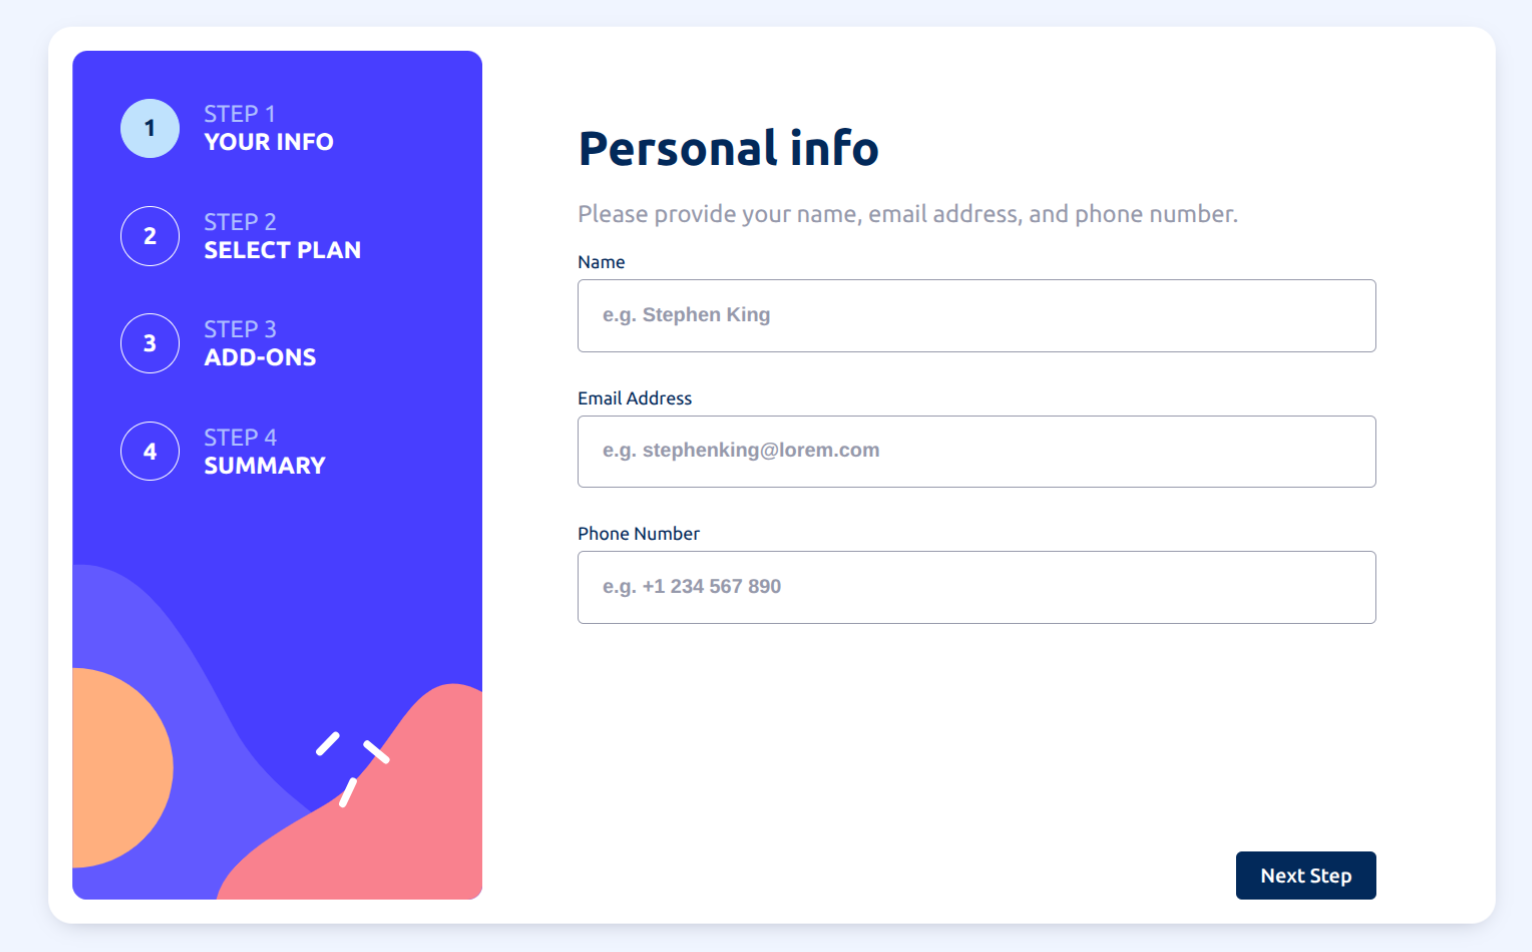 1
STEP 1
YOUR INFO
2
STEP 2
SELECT PLAN
3
STEP 3
ADD-ONS
4
STEP 4
SUMMARY
Personal info
Please provide your name, email address, and phone number.
Name
e.g. Stephen King
Email Address
e.g. stephenking@lorem.com
Phone Number
e.g. +1 234 567 890
Next Step